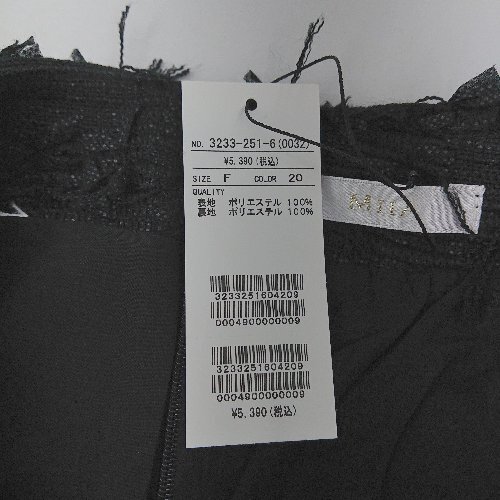 NO. 3233-251-6(0032)
¥5,390(税込)
SIZE F COLOR 20
QUALITY
表地 ポリエステル 100%
裏地 ポリエステル 100%
3233251604209
0004900000009
3233251604209
0004900000009
¥5,390(税込)